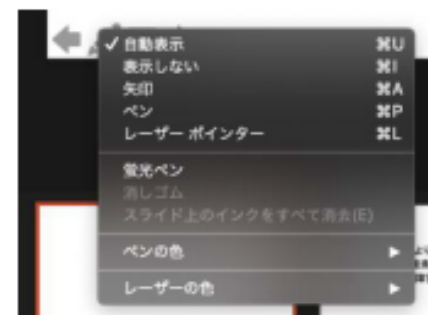 ✓ 自動表示 ⌘U
表示しない ⌘I
矢印 ⌘A
ペン ⌘P
レーザー ポインター ⌘L
蛍光ペン
消しゴム
スライド上のインクをすべて消去(E)
ペンの色 ▶
レーザーの色 ▶